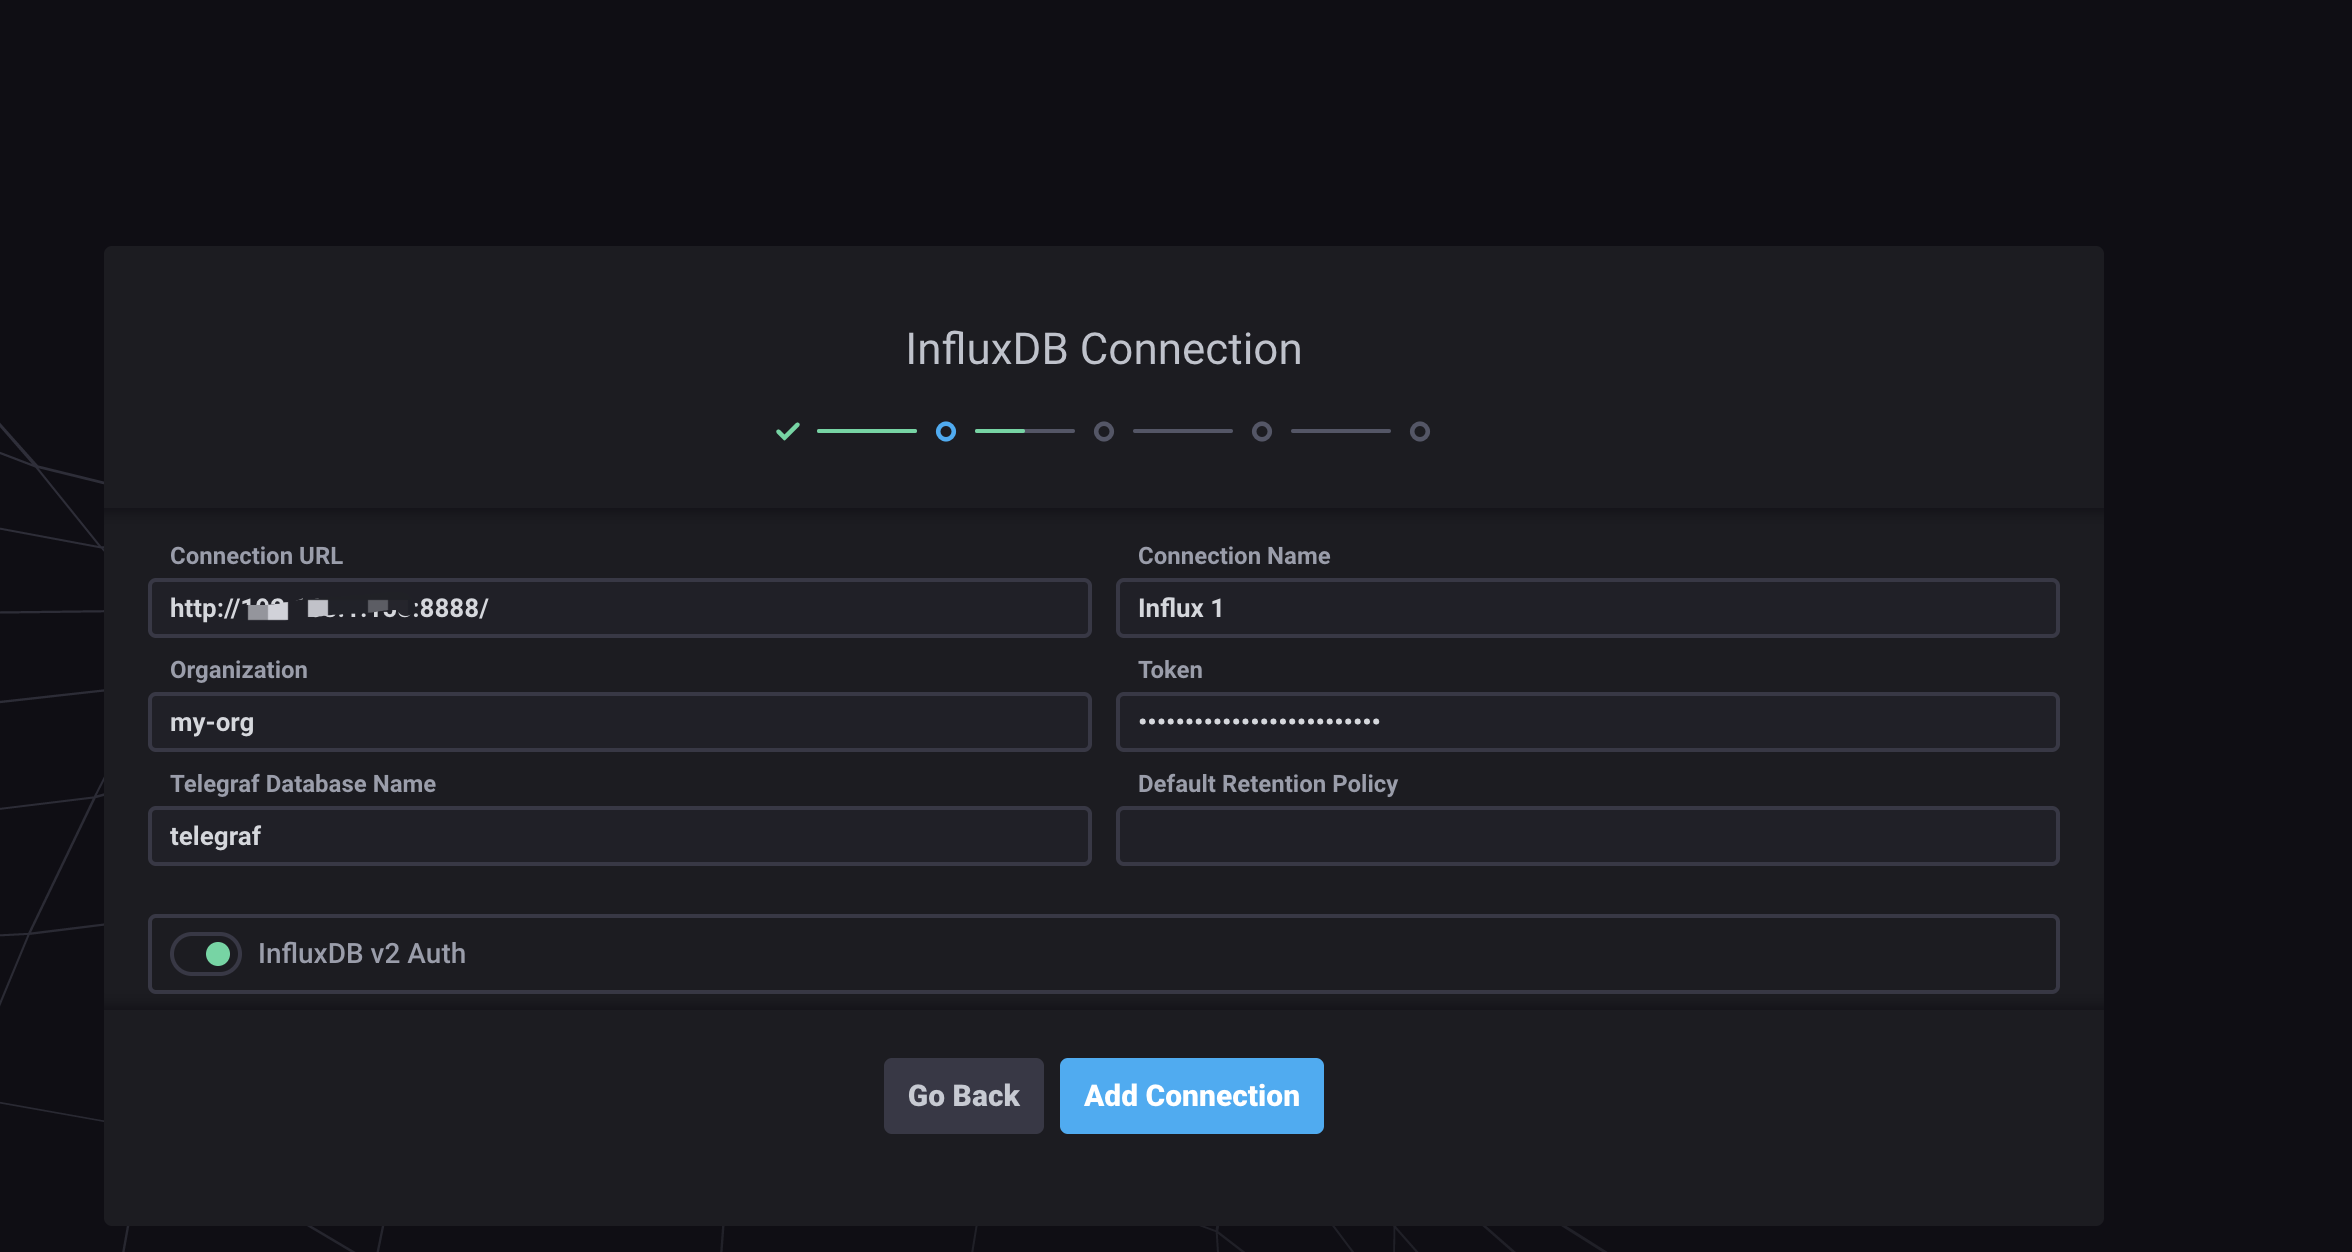 InfluxDB Connection
Connection URL
Connection Name
http:// :8888/
Influx 1
Organization
Token
my-org
••••••••••••••••••••••••••
Telegraf Database Name
Default Retention Policy
telegraf
InfluxDB v2 Auth
Go Back
Add Connection